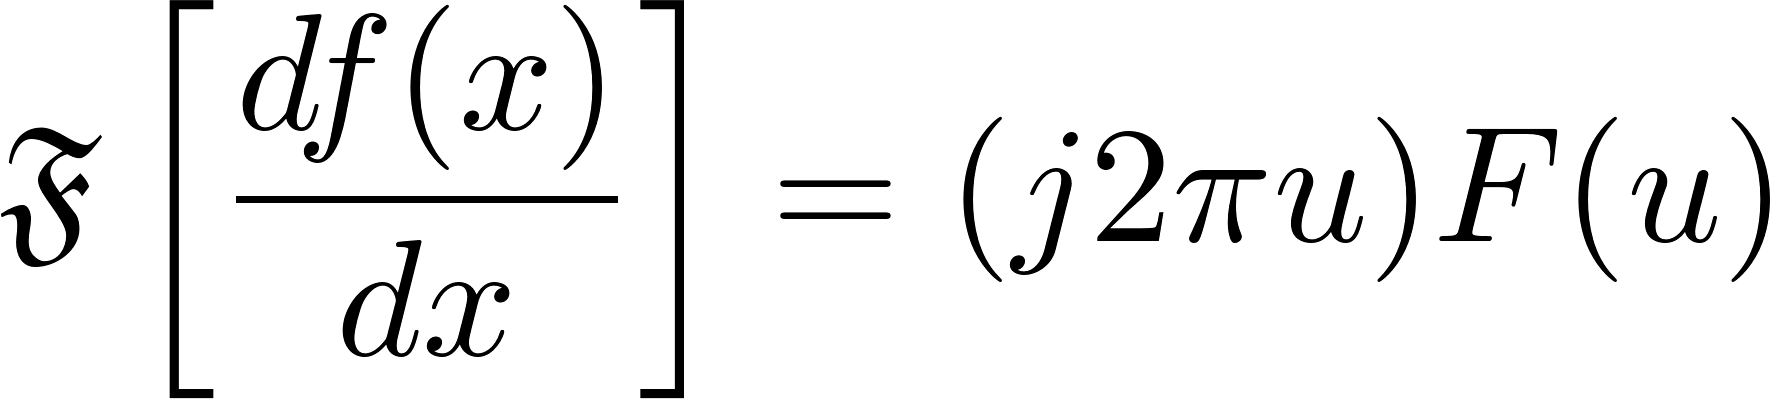 𝔉 [df(x)/dx] = (j2πu)F(u)